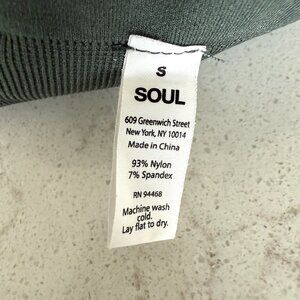 S
SOUL
609 Greenwich Street
New York, NY 10014
Made in China
93% Nylon
7% Spandex
RN 94468
Machine wash
cold.
Lay flat to dry.